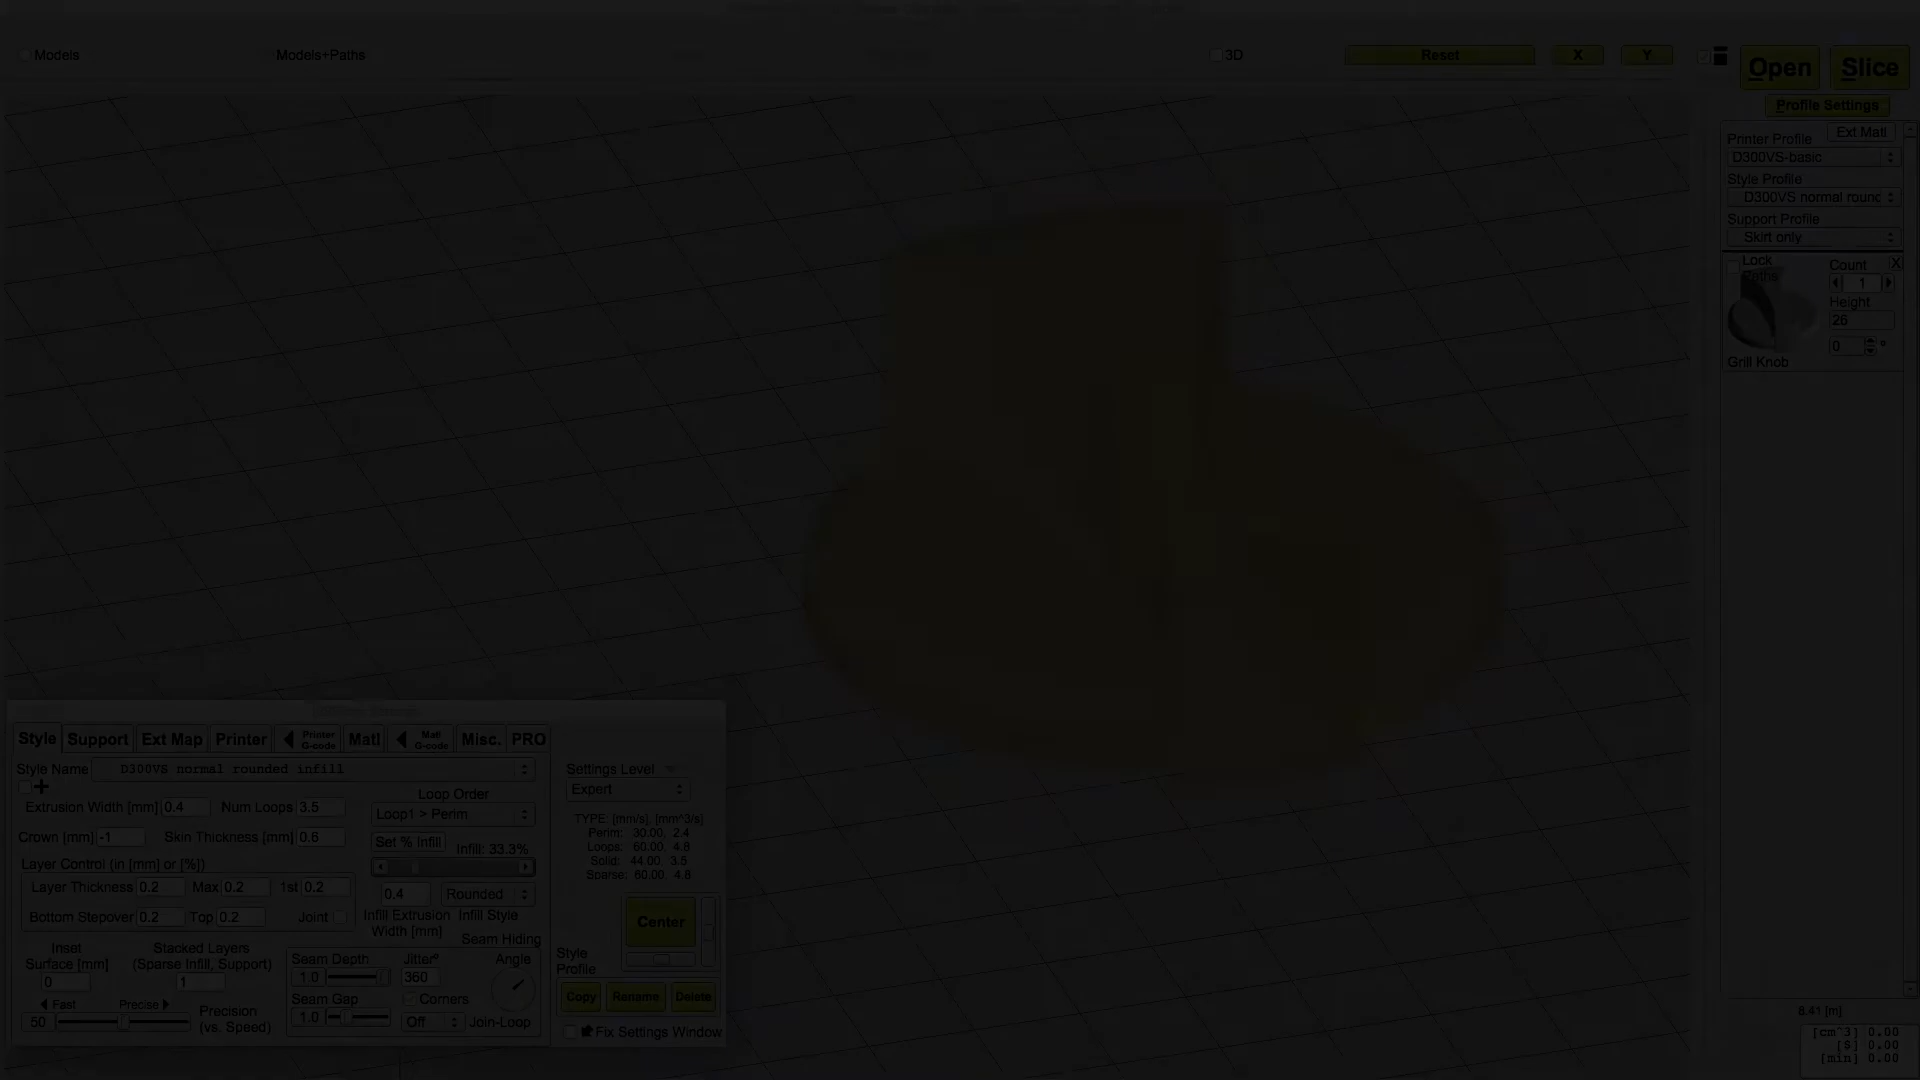 Models
Models+Paths
3D
Reset
X
Y
Open
Slice
Profile Settings
Printer Profile
Ext Matl
D300VS-basic
Style Profile
D300VS normal round
Support Profile
Skirt only
Lock
Paths
Count
X
1
Height
26
0
°
Grill Knob
Style
Support
Ext Map
Printer
Printer
G-code
Matl
Matl
G-code
Misc.
PRO
Style Name
D300VS normal rounded infill
Settings Level
Expert
Extrusion Width [mm] 0.4
Num Loops 3.5
Loop Order
Loop1 > Perim
Crown [mm] -1
Skin Thickness [mm] 0.6
Set % Infill
Infill: 33.3%
TYPE: [mm/s], [mm^3/s]
Perim: 30.00, 2.4
Loops: 60.00, 4.8
Solid: 44.00, 3.5
Sparse: 60.00, 4.8
Layer Control (in [mm] or [%])
Layer Thickness 0.2 Max 0.2 1st 0.2
Bottom Stepover 0.2 Top 0.2 Joint
0.4
Rounded
Infill Extrusion
Width [mm]
Infill Style
Center
Inset
Surface [mm]
0
Stacked Layers
(Sparse Infill, Support)
1
Seam Hiding
Seam Depth
1.0
Jitter°
360
Angle
Seam Gap
1.0
Corners
Off
Join-Loop
Fast
Precise
50
Precision
(vs. Speed)
Style
Profile
Copy
Rename
Delete
Fix Settings Window
8.41 [m]
[cm^3] 0.00
[$] 0.00
[min] 0.00